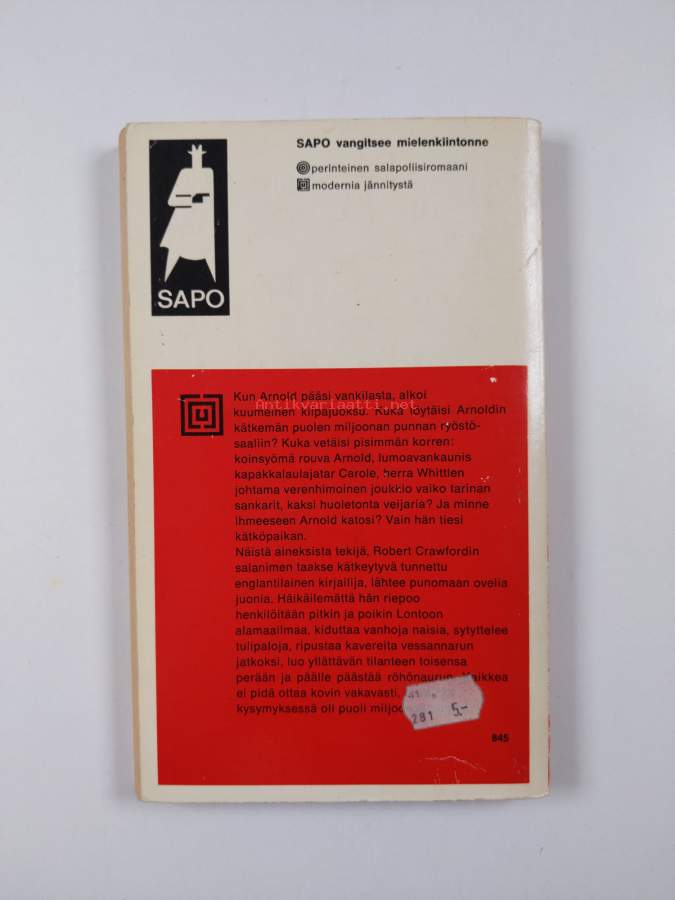 SAPO vangitsee mielenkiintonne
perinteinen salapoliisiromaani
modernia jännitystä
SAPO
Kun Arnold pääsi vankilasta, alkoi
Antikvariaatti.net
kuumeinen kilpajuoksu. Kuka löytäisi Arnoldin
kätkemän puolen miljoonan punnan ryöstö-
saaliin? Kuka vetäisi pisimmän korren:
koinsyömä rouva Arnold, lumoavankaunis
kapakkalaulajatar Carole, herra Whittlen
johtama verenhimoinen joukkio vaiko tarinan
sankarit, kaksi huoletonta veijaria? Ja minne
ihmeeseen Arnold katosi? Vain hän tiesi
kätköpaikan.
Näistä aineksista tekijä, Robert Crawfordin
salanimen taakse kätkeytyvä tunnettu
englantilainen kirjailija, lähtee punomaan ovelia
juonia. Häikäilemättä hän riepoo
henkilöitään pitkin ja poikin Lontoon
alamaailmaa, kiduttaa vanhoja naisia, sytyttelee
tulipaloja, ripustaa kavereita vessannarun
jatkoksi, luo yllättävän tilanteen toisensa
perään ja päälle päästää röhönaurun. Kaikkea
ei pidä ottaa kovin vakavasti,
kysymyksessä oli puoli
281 5.-
845